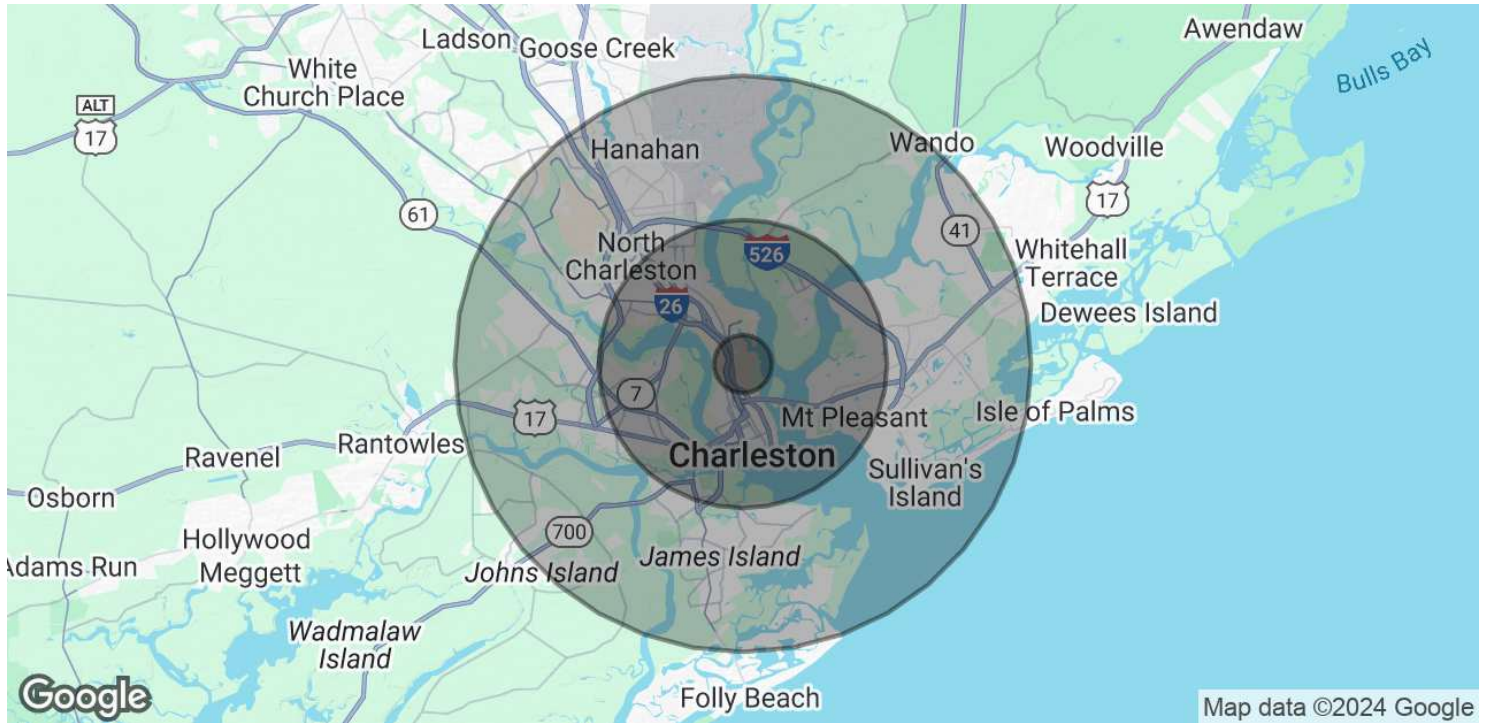 Ladson
Goose Creek
Awendaw
Bulls Bay
White
Church Place
ALT
17
Hanahan
Wando
Woodville
17
61
41
North
Charleston
526
Whitehall
Terrace
26
Dewees Island
7
17
Mt Pleasant
Isle of Palms
Rantowles
Ravenel
Charleston
Sullivan's
Island
Osborn
700
Hollywood
Meggett
James Island
Adams Run
Johns Island
Wadmalaw
Island
Folly Beach
Google
Map data ©2024 Google